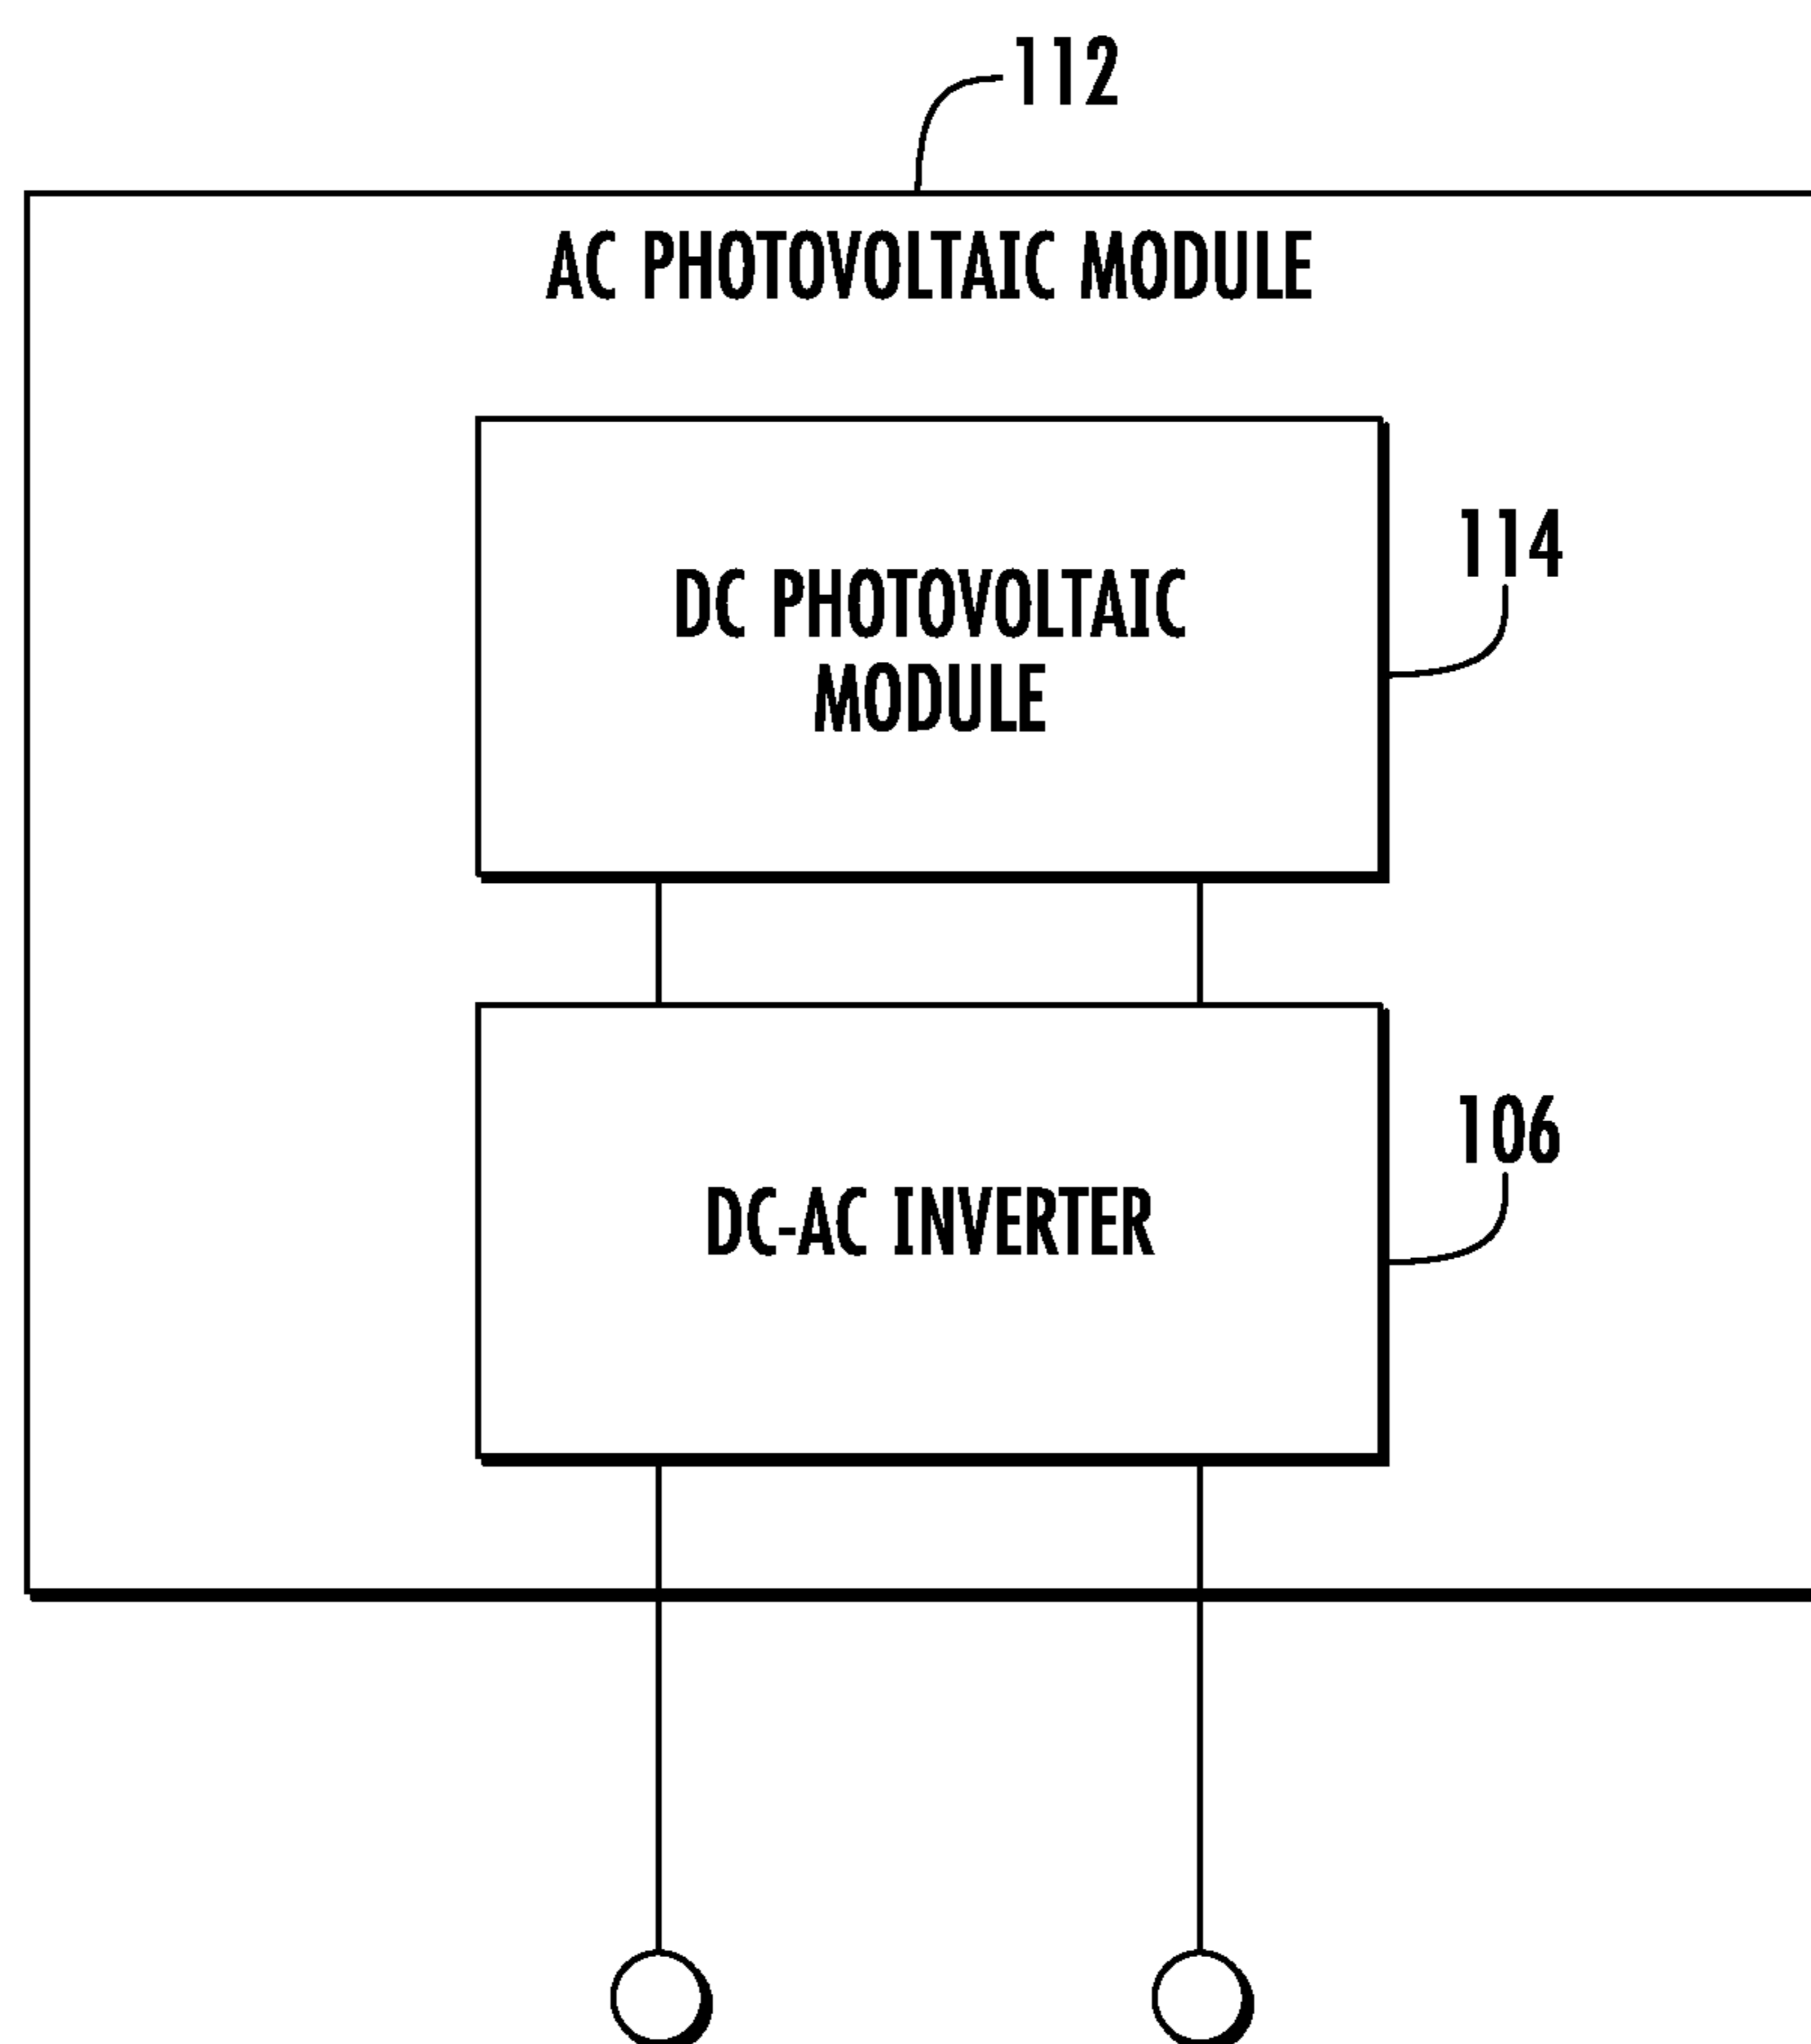 112
AC PHOTOVOLTAIC MODULE
114
DC PHOTOVOLTAIC
MODULE
106
DC-AC INVERTER